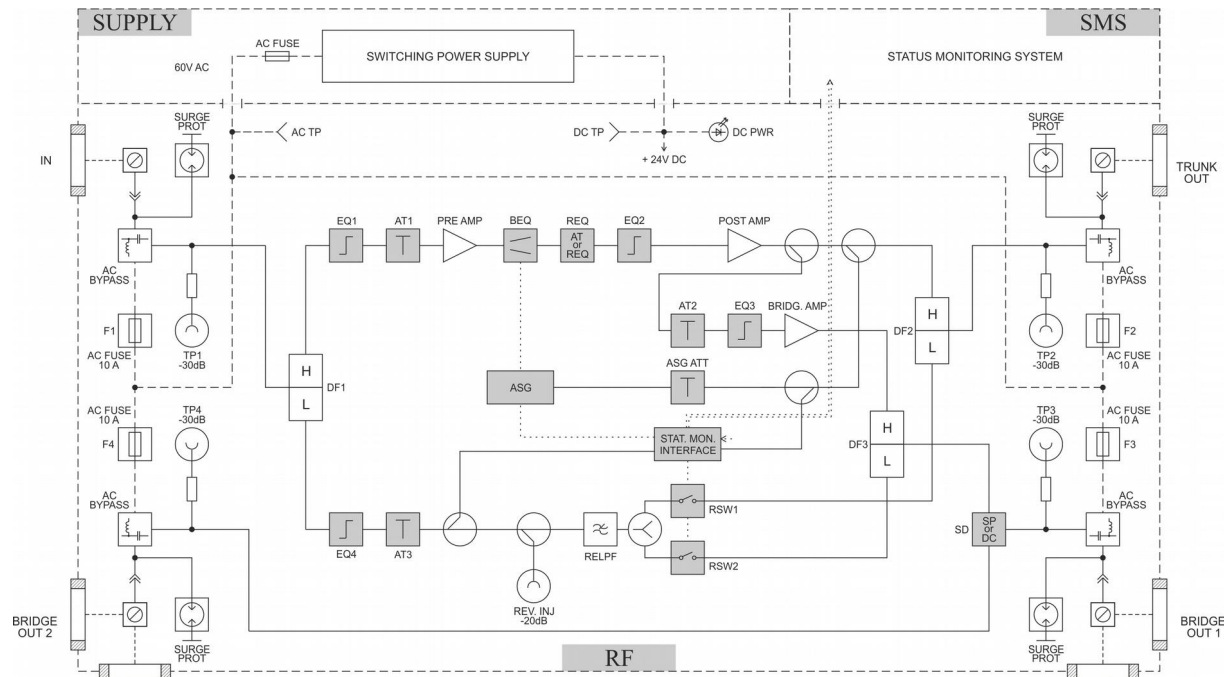 SUPPLY
SMS
AC FUSE
60V AC
SWITCHING POWER SUPPLY
STATUS MONITORING SYSTEM
SURGE
PROT
AC TP
DC TP
DC PWR
+ 24V DC
SURGE
PROT
IN
TRUNK
OUT
EQ1
AT1
PRE AMP
BEQ
REQ
AT
or
REQ
EQ2
POST AMP
AC
BYPASS
AC
BYPASS
AT2
EQ3
BRIDG. AMP
H
L
DF2
F1
AC FUSE
10 A
TP1
-30dB
TP2
-30dB
F2
AC FUSE
10 A
H
L
DF1
ASG
ASG ATT
AC FUSE
10 A
F4
TP4
-30dB
STAT. MON.
INTERFACE
H
L
DF3
TP3
-30dB
AC FUSE
10 A
F3
AC
BYPASS
AC
BYPASS
EQ4
AT3
RELPF
RSW1
RSW2
SD
SP
or
DC
REV. INJ
-20dB
BRIDGE
OUT 2
SURGE
PROT
SURGE
PROT
BRIDGE
OUT 1
RF